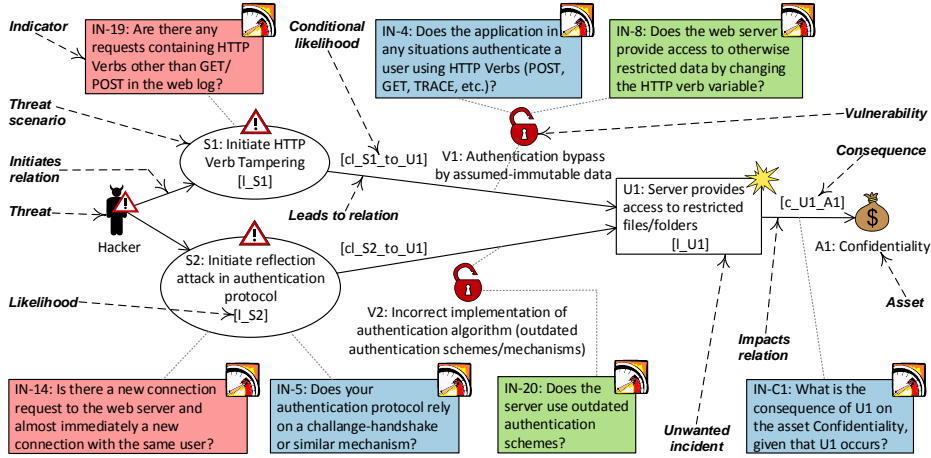 Indicator
IN-19: Are there any
requests containing HTTP
Verbs other than GET/
POST in the web log?
Conditional
likelihood
IN-4: Does the application in
any situations authenticate a
user using HTTP Verbs (POST,
GET, TRACE, etc.)?
IN-8: Does the web server
provide access to otherwise
restricted data by changing
the HTTP verb variable?
Threat
scenario
Vulnerability
S1: Initiate HTTP
Verb Tampering
[l_S1]
[cl_S1_to_U1]
V1: Authentication bypass
by assumed-immutable data
Consequence
Initiates
relation
Threat
Hacker
Leads to relation
U1: Server provides
access to restricted
files/folders
[l_U1]
[c_U1_A1]
$
A1: Confidentiality
[cl_S2_to_U1]
S2: Initiate reflection
attack in authentication
protocol
[l_S2]
Likelihood
V2: Incorrect implementation of
authentication algorithm (outdated
authentication schemes/mechanisms)
Asset
Impacts
relation
IN-14: Is there a new connection
request to the web server and
almost immediately a new
connection with the same user?
IN-5: Does your
authentication protocol rely
on a challange-handshake
or similar mechanism?
IN-20: Does the
server use outdated
authentication
schemes?
Unwanted
incident
IN-C1: What is the
consequence of U1 on
the asset Confidentiality,
given that U1 occurs?